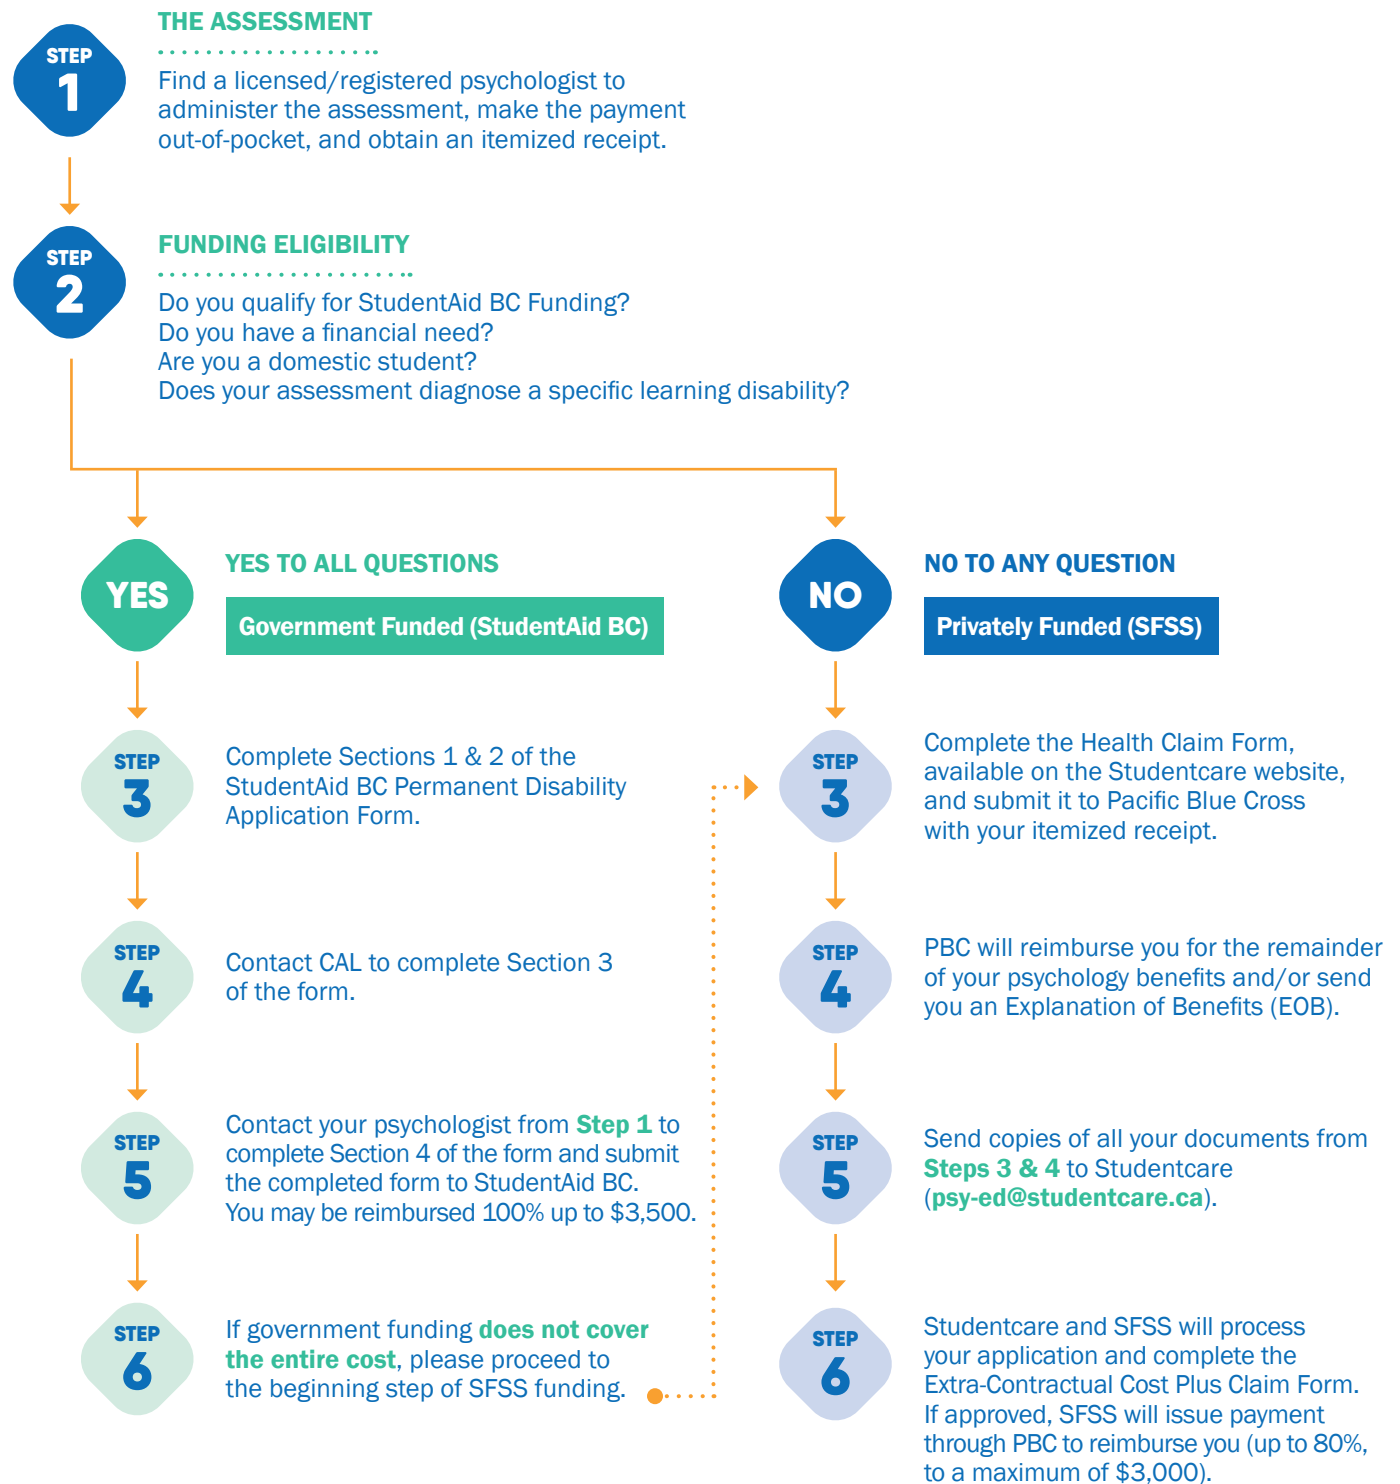 STEP
1
THE ASSESSMENT
Find a licensed/registered psychologist to
administer the assessment, make the payment
out-of-pocket, and obtain an itemized receipt.
STEP
2
FUNDING ELIGIBILITY
Do you qualify for StudentAid BC Funding?
Do you have a financial need?
Are you a domestic student?
Does your assessment diagnose a specific learning disability?
YES
YES TO ALL QUESTIONS
Government Funded (StudentAid BC)
STEP
3
Complete Sections 1 & 2 of the
StudentAid BC Permanent Disability
Application Form.
STEP
4
Contact CAL to complete Section 3
of the form.
STEP
5
Contact your psychologist from Step 1 to
complete Section 4 of the form and submit
the completed form to StudentAid BC.
You may be reimbursed 100% up to $3,500.
STEP
6
If government funding does not cover
the entire cost, please proceed to
the beginning step of SFSS funding.
NO
NO TO ANY QUESTION
Privately Funded (SFSS)
STEP
3
Complete the Health Claim Form,
available on the Studentcare website,
and submit it to Pacific Blue Cross
with your itemized receipt.
STEP
4
PBC will reimburse you for the remainder
of your psychology benefits and/or send
you an Explanation of Benefits (EOB).
STEP
5
Send copies of all your documents from
Steps 3 & 4 to Studentcare
(psy-ed@studentcare.ca).
STEP
6
Studentcare and SFSS will process
your application and complete the
Extra-Contractual Cost Plus Claim Form.
If approved, SFSS will issue payment
through PBC to reimburse you (up to 80%,
to a maximum of $3,000).